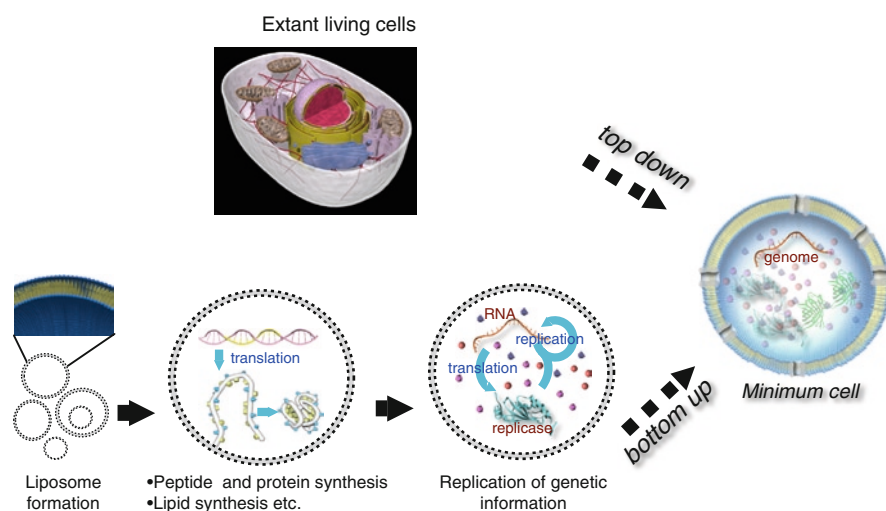 Extant living cells
top down
genome
Minimum cell
bottom up
translation
RNA
replication
translation
replicase
Liposome
formation
•Peptide and protein synthesis
•Lipid synthesis etc.
Replication of genetic
information